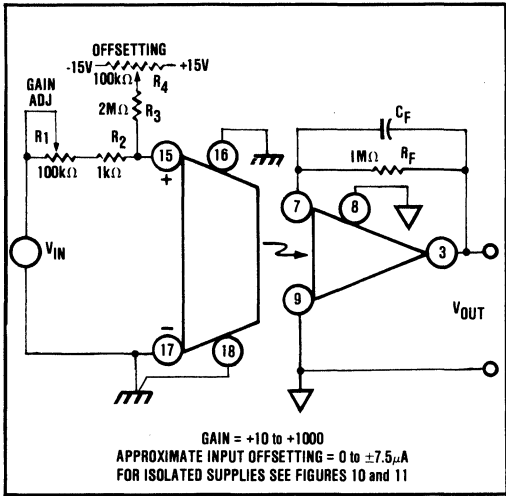 OFFSETTING
-15V
+15V
100kΩ
R4
GAIN
ADJ
2MΩ
R3
R1
R2
100kΩ
1kΩ
15
16
+
CF
1MΩ
RF
7
8
VIN
3
9
VOUT
−
17
18
GAIN = +10 to +1000
APPROXIMATE INPUT OFFSETTING = 0 to ±7.5µA
FOR ISOLATED SUPPLIES SEE FIGURES 10 and 11